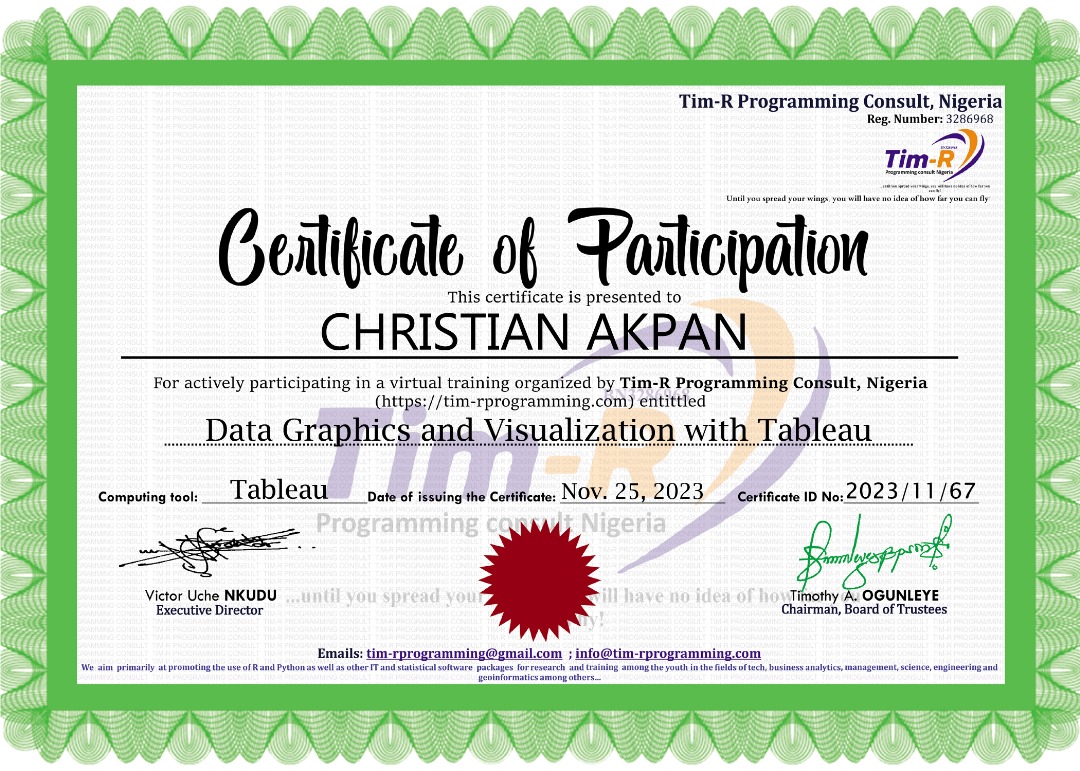 Tim-R Programming Consult, Nigeria
Reg. Number: 3286968
Tim-R
Programming consult Nigeria
Until you spread your wings, you will have no idea of how far you can fly
Certificate of Participation
This certificate is presented to
CHRISTIAN AKPAN
For actively participating in a virtual training organized by Tim-R Programming Consult, Nigeria
(https://tim-rprogramming.com) entittled
Data Graphics and Visualization with Tableau
Computing tool: Tableau Date of issuing the Certificate: Nov. 25, 2023 Certificate ID No: 2023/11/67
Tim-R
Programming consult Nigeria
Victor Uche NKUDU
Executive Director
...until you spread your will have no idea of how
Timothy A. OGUNLEYE
Chairman, Board of Trustees
Emails: tim-rprogramming@gmail.com ; info@tim-rprogramming.com
We aim primarily at promoting the use of R and Python as well as other IT and statistical software packages for research and training among the youth in the fields of tech, business analytics, management, science, engineering and
geoinformatics among others...